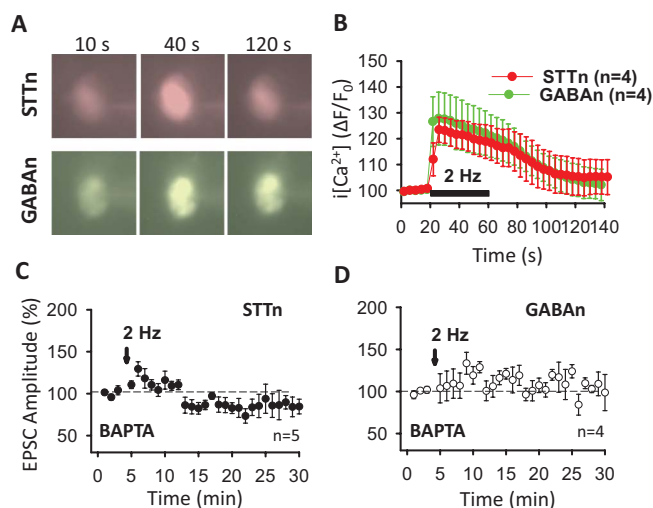 A
10 s 40 s 120 s
STTn
GABAn
B
150
140
130
120
110
100
i[Ca²⁺] (ΔF/F₀)
STTn (n=4)
GABAn (n=4)
2 Hz
0 20 40 60 80 100120140
Time (s)
C
STTn
200
150
100
50
EPSC Amplitude (%)
2 Hz
BAPTA
n=5
0 5 10 15 20 25 30
Time (min)
D
GABAn
200
150
100
50
2 Hz
BAPTA
n=4
0 5 10 15 20 25 30
Time (min)